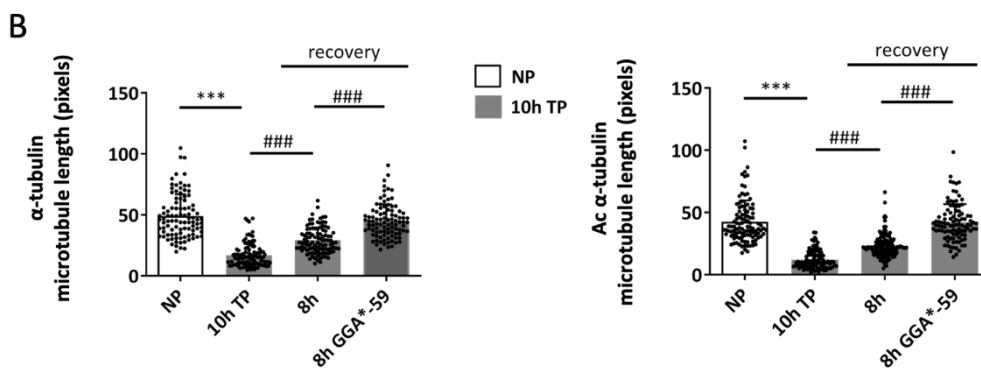 B
recovery
***
###
###
α-tubulin
microtubule length (pixels)
150
100
50
0
NP
10h TP
8h
8h GGA*-59
NP
10h TP
recovery
***
###
###
Ac α-tubulin
microtubule length (pixels)
150
100
50
0
NP
10h TP
8h
8h GGA*-59